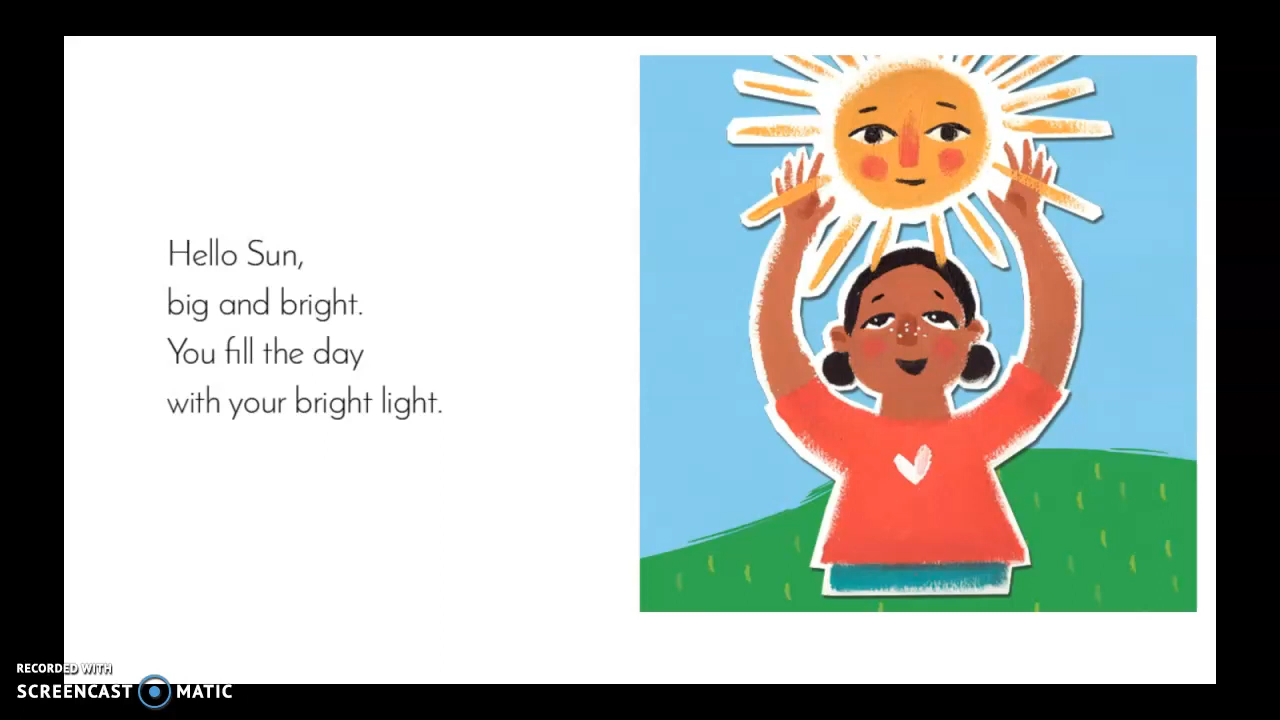 Hello Sun,
big and bright.
You fill the day
with your bright light.
RECORDED WITH
SCREENCAST MATIC